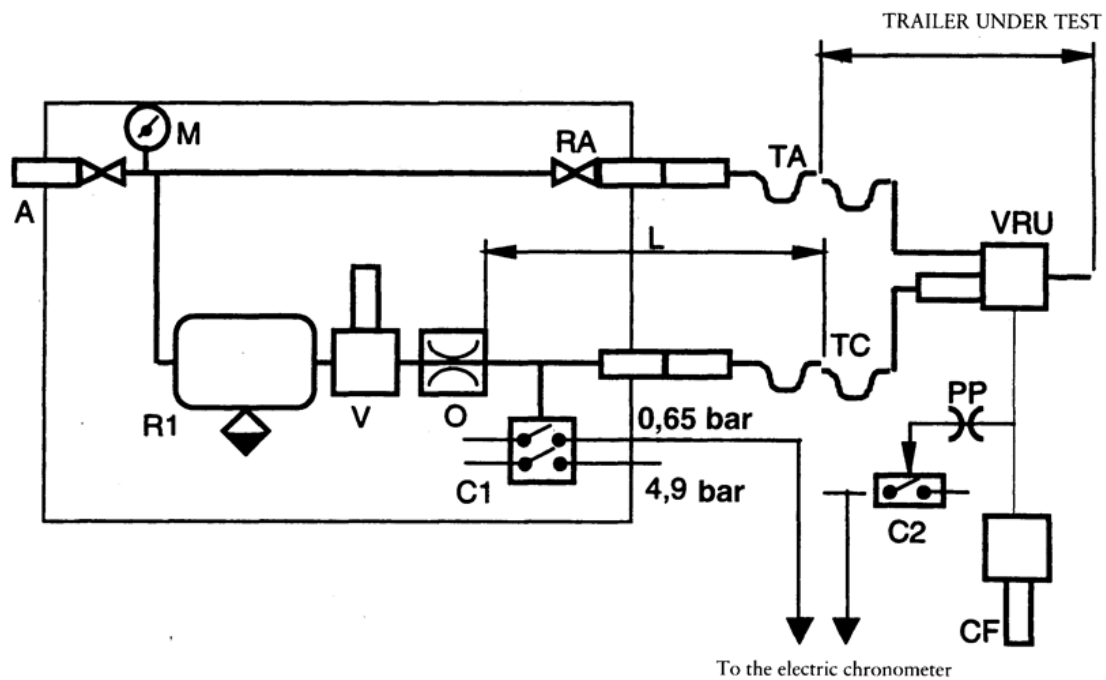 TRAILER UNDER TEST
M
RA
TA
A
VRU
L
TC
R1
V
O
PP
0,65 bar
C1
4,9 bar
C2
CF
To the electric chronometer